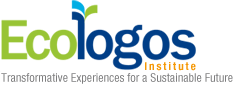 Ecologos
Institute
Transformative Experiences for a Sustainable Future